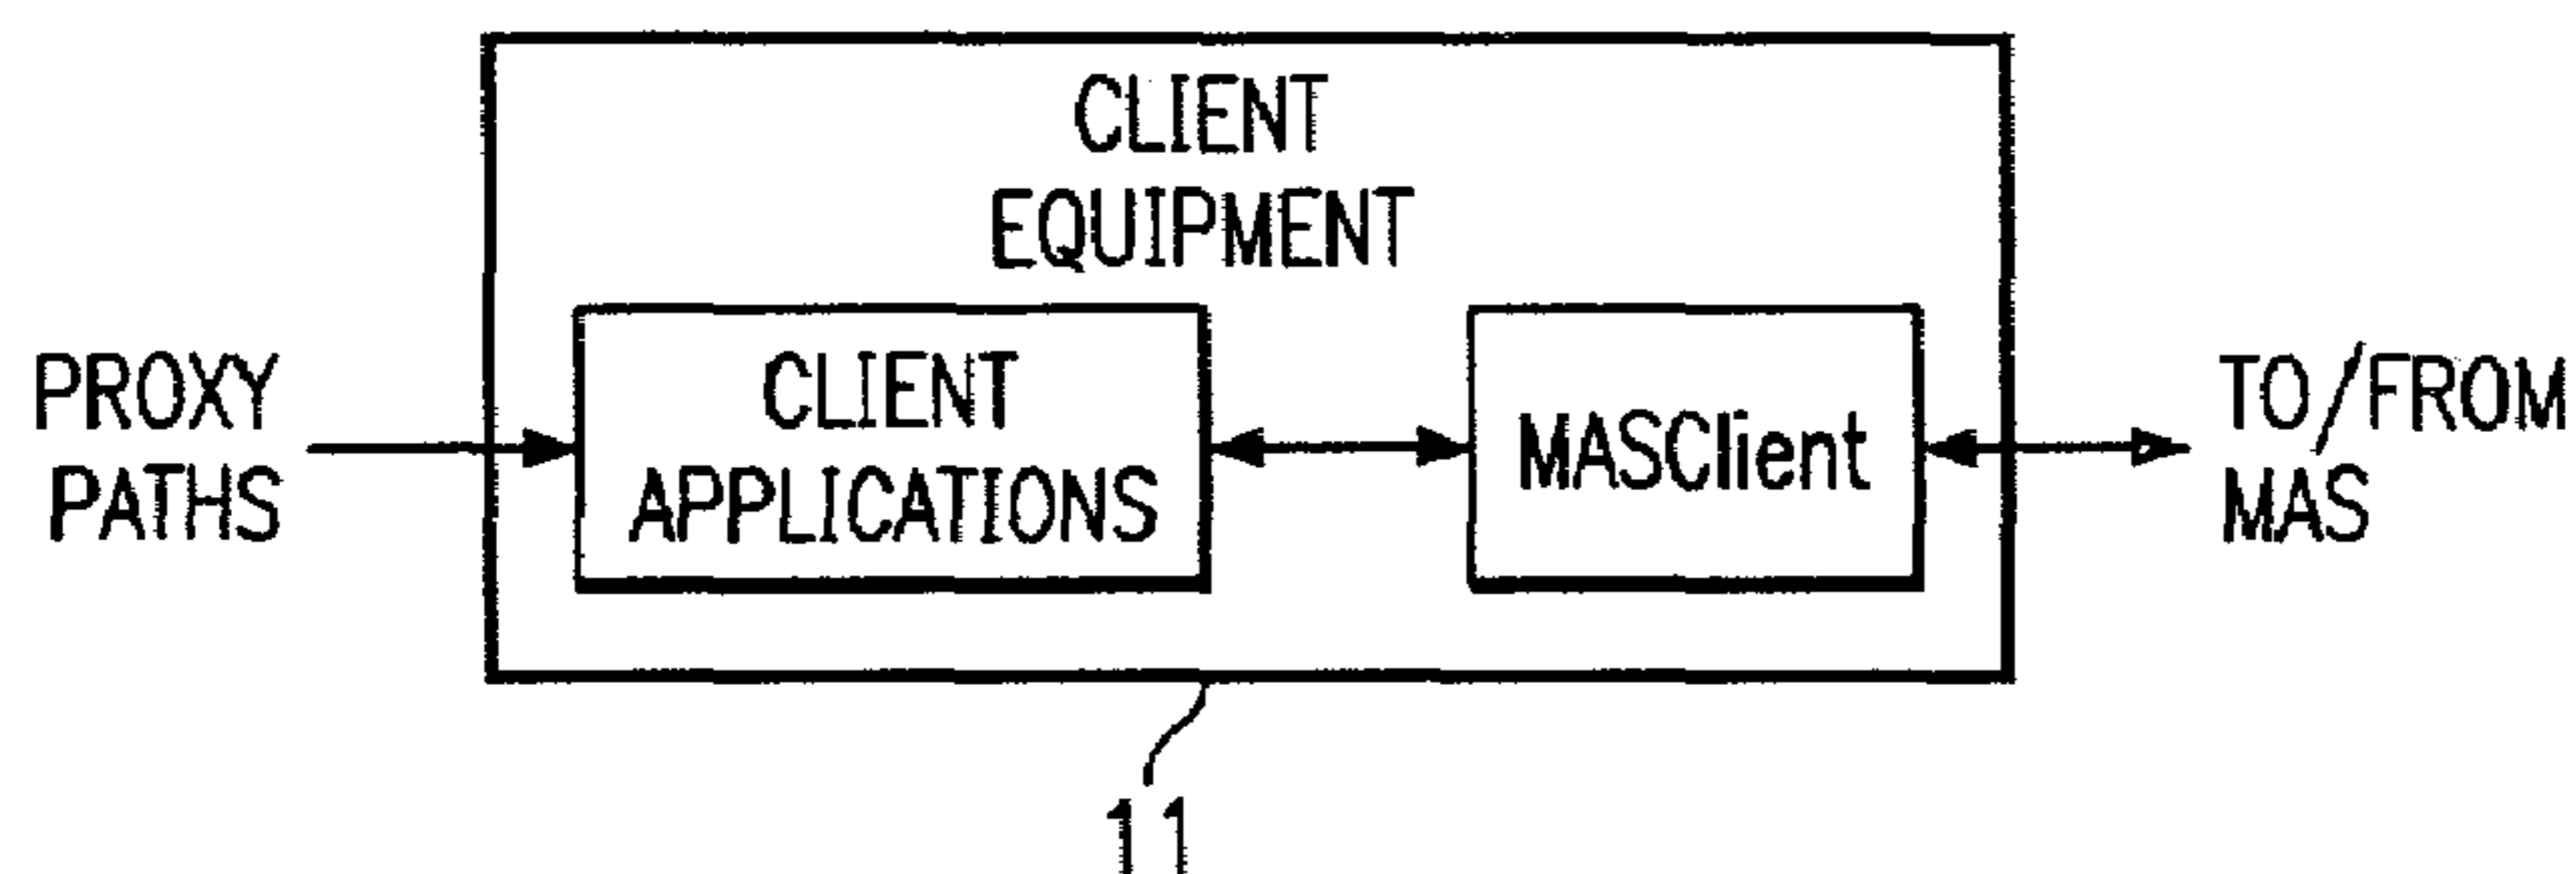 CLIENT
EQUIPMENT
PROXY
PATHS
CLIENT
APPLICATIONS
MASClient
TO/FROM
MAS
11